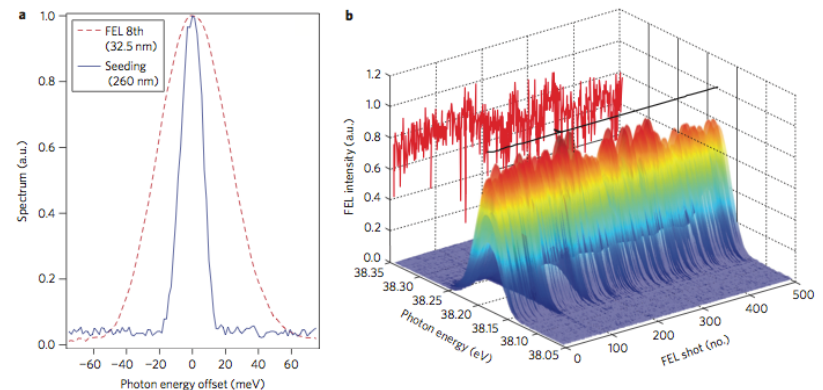 a
1.0
0.8
0.6
0.4
0.2
0.0
Spectrum (a.u.)
FEL 8th
(32.5 nm)
Seeding
(260 nm)
−60 −40 −20 0 20 40 60
Photon energy offset (meV)
b
1.2
1.0
0.8
0.6
0.4
0.2
0.0
FEL intensity (a.u.)
38.35
38.30
38.25
38.20
38.15
38.10
38.05
Photon energy (eV)
0
100
200
300
400
500
FEL shot (no.)